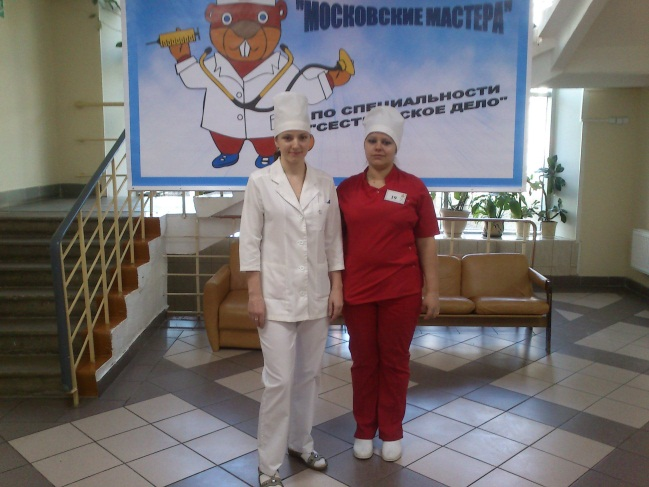 "МОСКОВСКИЕ МАСТЕРА"
ПО СПЕЦИАЛЬНОСТИ
"СЕСТРИНСКОЕ ДЕЛО"